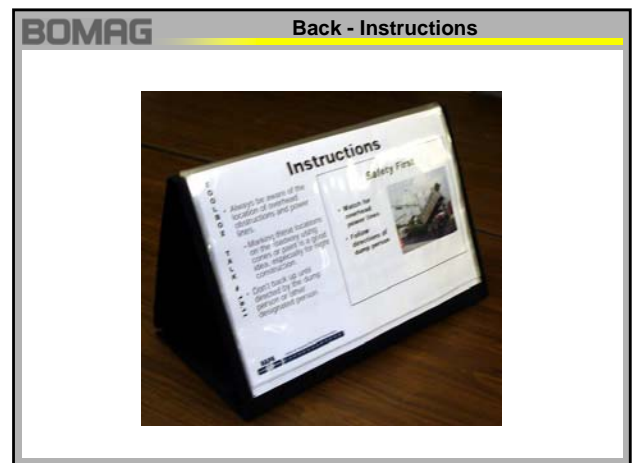 BOMAG
Back - Instructions
Instructions
TOOLBOX TALK #
- Always be aware of the
location of overhead
obstructions and power
lines.
- Marking these locations
on the roadway using
cones or paint is a good
idea, especially for night
construction.
- Don't back up until
directed by the dump
person or other
designated person
Safety First
• Watch for
overhead
power lines
• Follow
directions of
dump person